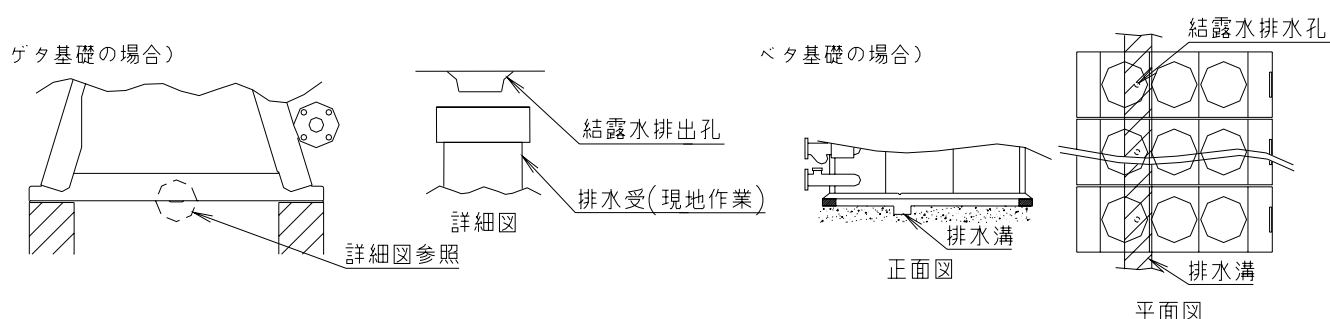 ゲタ基礎の場合)
結露水排出孔
排水受(現地作業)
詳細図
詳細図参照
ベタ基礎の場合)
結露水排水孔
排水溝
正面図
排水溝
平面図